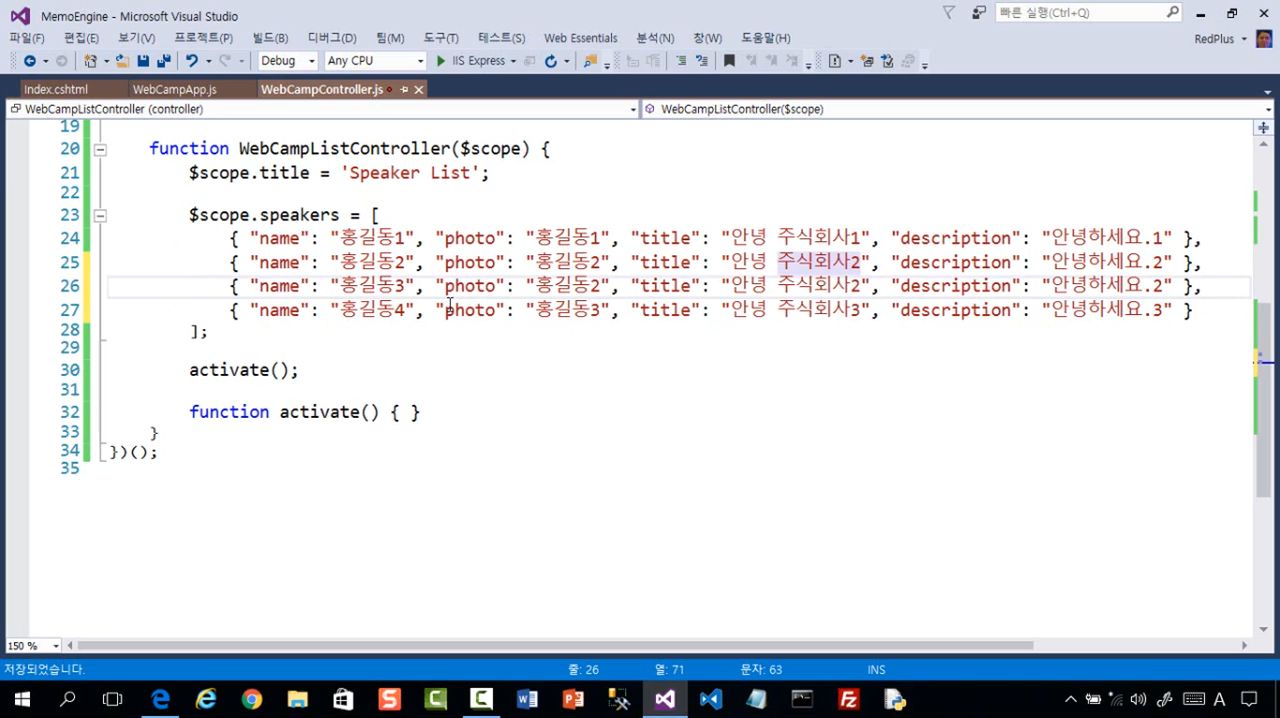 MemoEngine - Microsoft Visual Studio
빠른 실행(Ctrl+Q)
파일(F) 편집(E) 보기(V) 프로젝트(P) 빌드(B) 디버그(D) 팀(M) 도구(T) 테스트(S) Web Essentials 분석(N) 창(W) 도움말(H) RedPlus
Debug Any CPU IIS Express
Index.cshtml WebCampApp.js WebCampController.js
WebCampListController (controller) WebCampListController($scope)
19
20 function WebCampListController($scope) {
21 $scope.title = 'Speaker List';
22
23 $scope.speakers = [
24 { "name": "홍길동1", "photo": "홍길동1", "title": "안녕 주식회사1", "description": "안녕하세요.1" },
25 { "name": "홍길동2", "photo": "홍길동2", "title": "안녕 주식회사2", "description": "안녕하세요.2" },
26 { "name": "홍길동3", "photo": "홍길동2", "title": "안녕 주식회사2", "description": "안녕하세요.2" },
27 { "name": "홍길동4", "photo": "홍길동3", "title": "안녕 주식회사3", "description": "안녕하세요.3" }
28 ];
29
30 activate();
31
32 function activate() { }
33 }
34 })();
35
150 %
저장되었습니다. 줄: 26 열: 71 문자: 63 INS
A